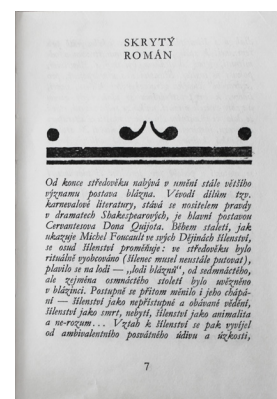 SKRYTÝ
ROMÁN
Od konce středověku nabývá v umění stále většího
významu postava blázna. Vévodí dílům tzv.
karnevalové literatury, stává se nositelem pravdy
v dramatech Shakespearových, je hlavní postavou
Cervantesova Dona Quijota. Během staletí, jak
ukazuje Michel Foucault ve svých Dějinách šílenství,
se osud šílenství proměňuje: ve středověku bylo
rituálně vyobcováno (šílenec musel neustále putovat),
plavilo se na lodi — „lodi bláznů“, od sedmnáctého,
ale zejména osmnáctého století bylo uvězněno
v blázinci. Postupně se přitom měnilo i jeho chápá-
ní — šílenství jako nepřístupné a obávané vědění,
šílenství jako smrt, nebytí, šílenství jako animalita
a ne-rozum... Vztah k šílenství se pak vyvíjel
od ambivalentního posvátného údivu a úzkosti,
7